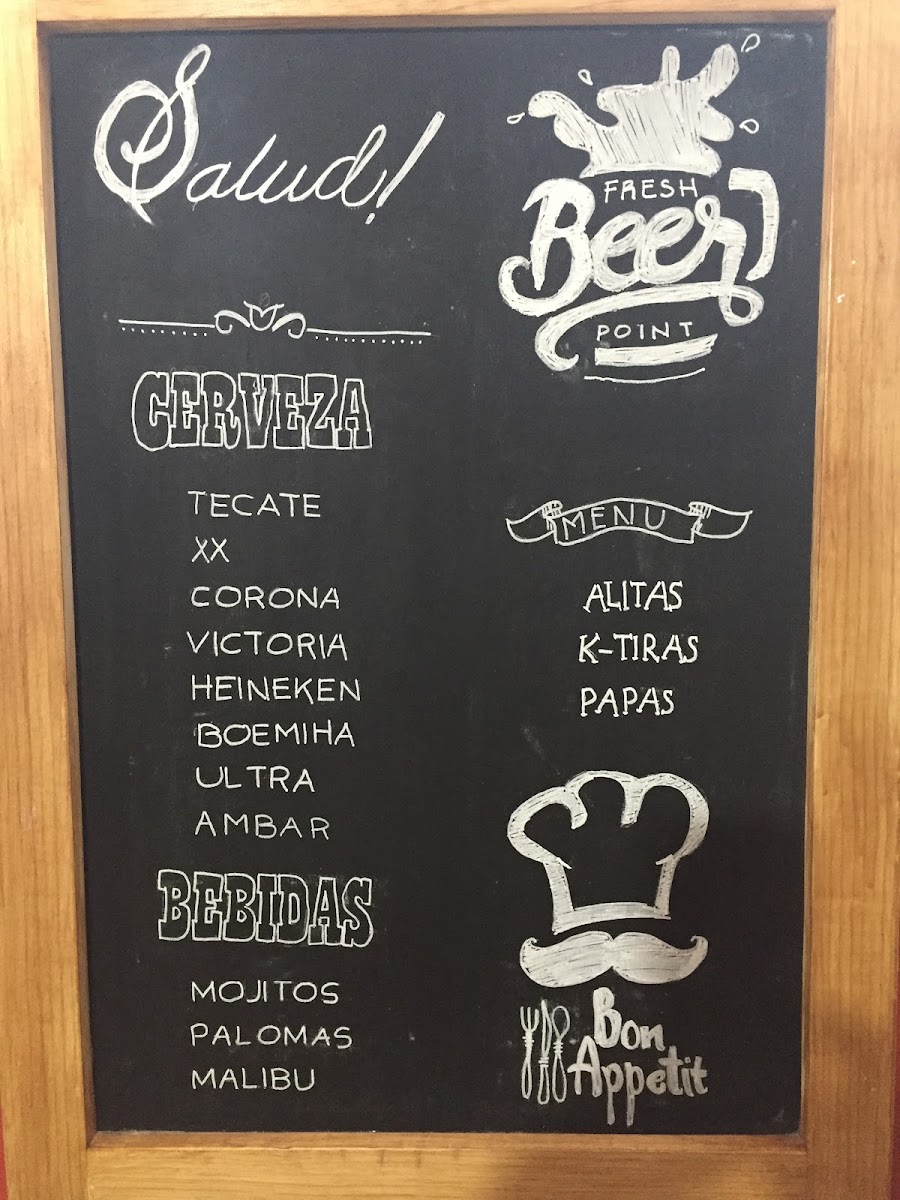 Salud!
CERVEZA
TECATE
XX
CORONA
VICTORIA
HEINEKEN
BOEMIHA
ULTRA
AMBAR
BEBIDAS
MOJITOS
PALOMAS
MALIBU
FRESH
Beer
POINT
MENU
ALITAS
K-TIRAS
PAPAS
Bon
Appetit